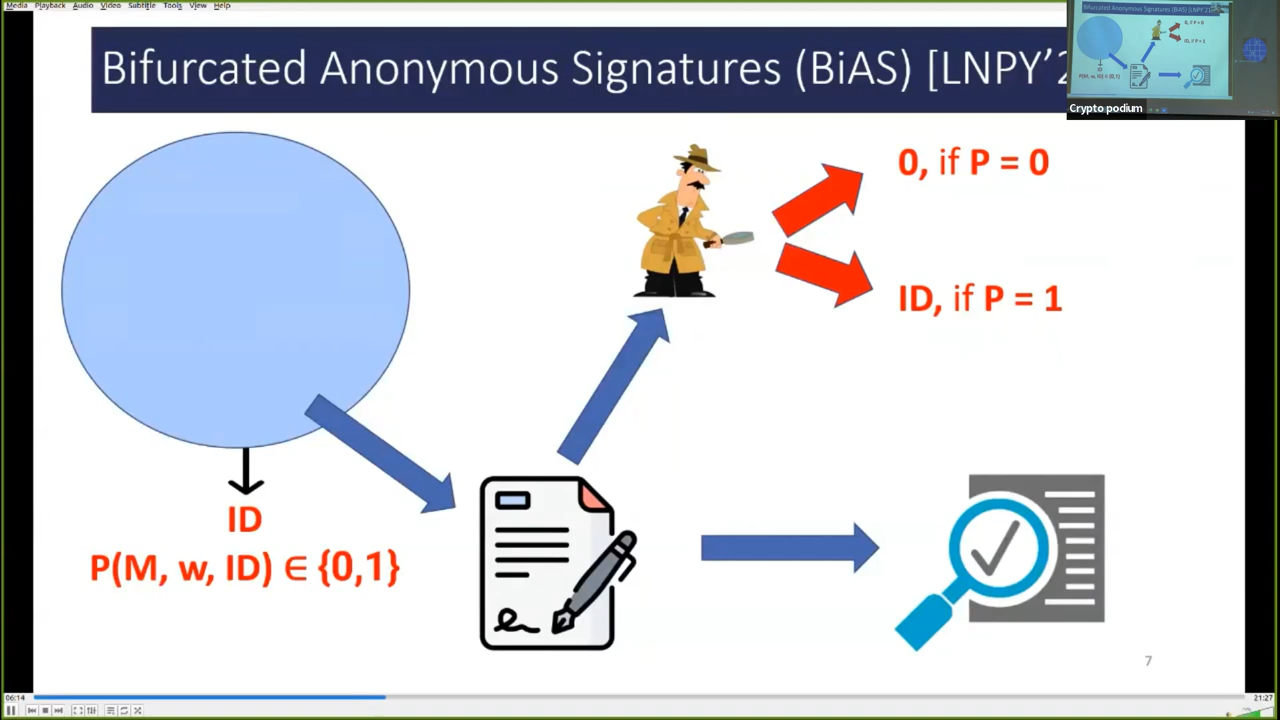 Media Playback Audio Video Subtitle Tools View Help
Bifurcated Anonymous Signatures (BiAS) [LNPY'2
Crypto podium
0, if P = 0
ID, if P = 1
ID
P(M, w, ID) ∈ {0,1}
7
06:14
21:27